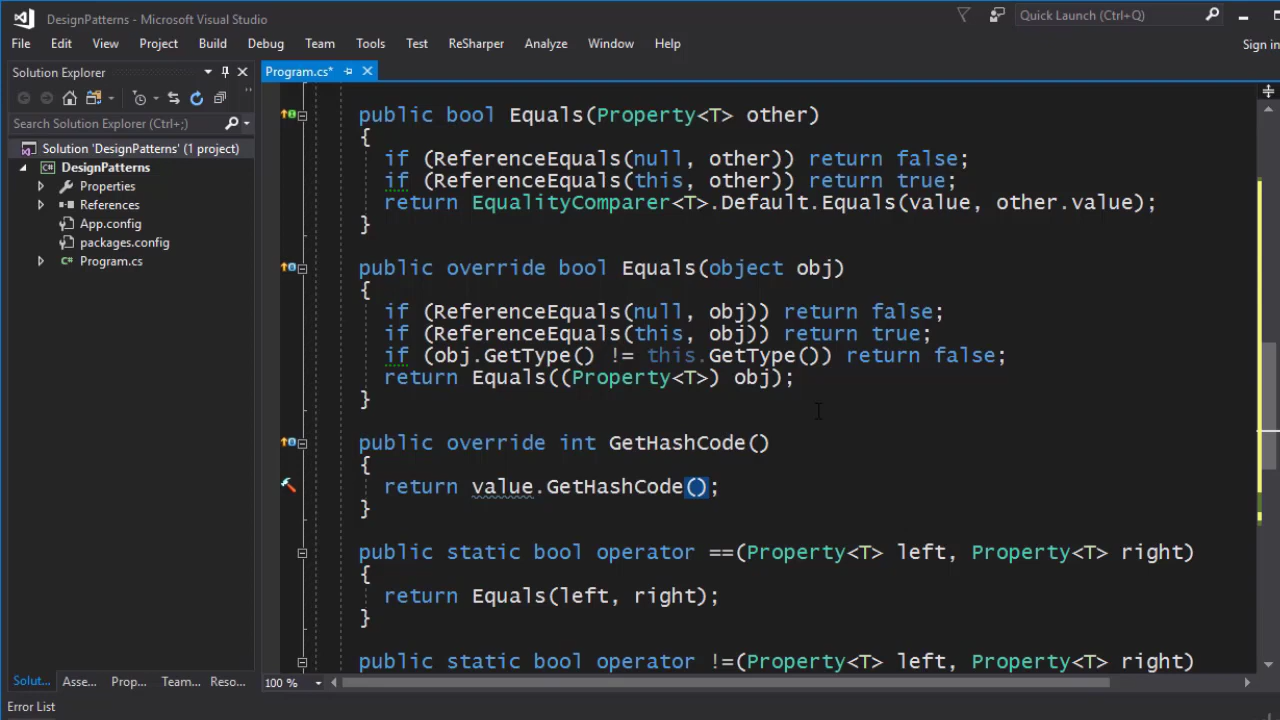 DesignPatterns - Microsoft Visual Studio
Quick Launch (Ctrl+Q)
File Edit View Project Build Debug Team Tools Test ReSharper Analyze Window Help
Sign in
Solution Explorer
Program.cs*
Search Solution Explorer (Ctrl+;)
Solution 'DesignPatterns' (1 project)
DesignPatterns
Properties
References
App.config
packages.config
Program.cs
public bool Equals(Property<T> other)
{
if (ReferenceEquals(null, other)) return false;
if (ReferenceEquals(this, other)) return true;
return EqualityComparer<T>.Default.Equals(value, other.value);
}
public override bool Equals(object obj)
{
if (ReferenceEquals(null, obj)) return false;
if (ReferenceEquals(this, obj)) return true;
if (obj.GetType() != this.GetType()) return false;
return Equals((Property<T>) obj);
}
public override int GetHashCode()
{
return value.GetHashCode();
}
public static bool operator ==(Property<T> left, Property<T> right)
{
return Equals(left, right);
}
public static bool operator !=(Property<T> left, Property<T> right)
Solut... Asse... Prop... Team... Reso...
100 %
Error List